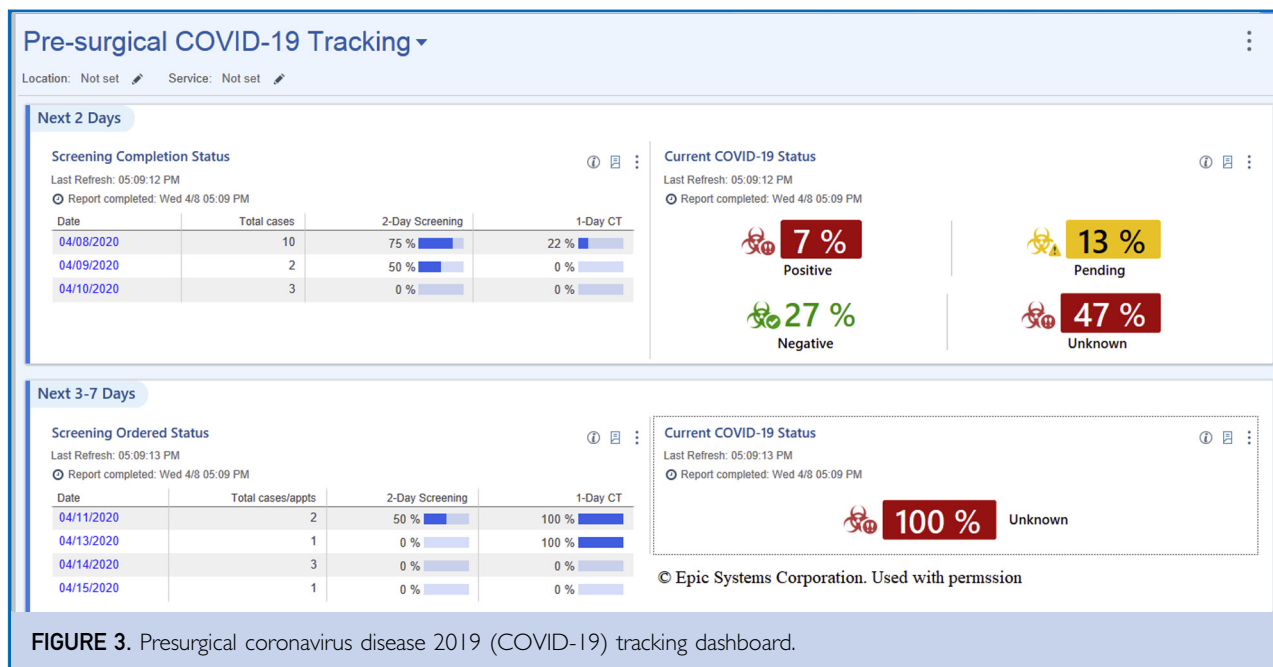 Pre-surgical COVID-19 Tracking
Location: Not set Service: Not set
Next 2 Days
Screening Completion Status
Last Refresh: 05:09:12 PM
Report completed: Wed 4/8 05:09 PM
Date Total cases 2-Day Screening 1-Day CT
04/08/2020 10 75 % 22 %
04/09/2020 2 50 % 0 %
04/10/2020 3 0 % 0 %
Current COVID-19 Status
Last Refresh: 05:09:12 PM
Report completed: Wed 4/8 05:09 PM
7 %
Positive
13 %
Pending
27 %
Negative
47 %
Unknown
Next 3-7 Days
Screening Ordered Status
Last Refresh: 05:09:13 PM
Report completed: Wed 4/8 05:09 PM
Date Total cases/appts 2-Day Screening 1-Day CT
04/11/2020 2 50 % 100 %
04/13/2020 1 0 % 100 %
04/14/2020 3 0 % 0 %
04/15/2020 1 0 % 0 %
Current COVID-19 Status
Last Refresh: 05:09:13 PM
Report completed: Wed 4/8 05:09 PM
100 % Unknown
© Epic Systems Corporation. Used with permssion
FIGURE 3. Presurgical coronavirus disease 2019 (COVID-19) tracking dashboard.